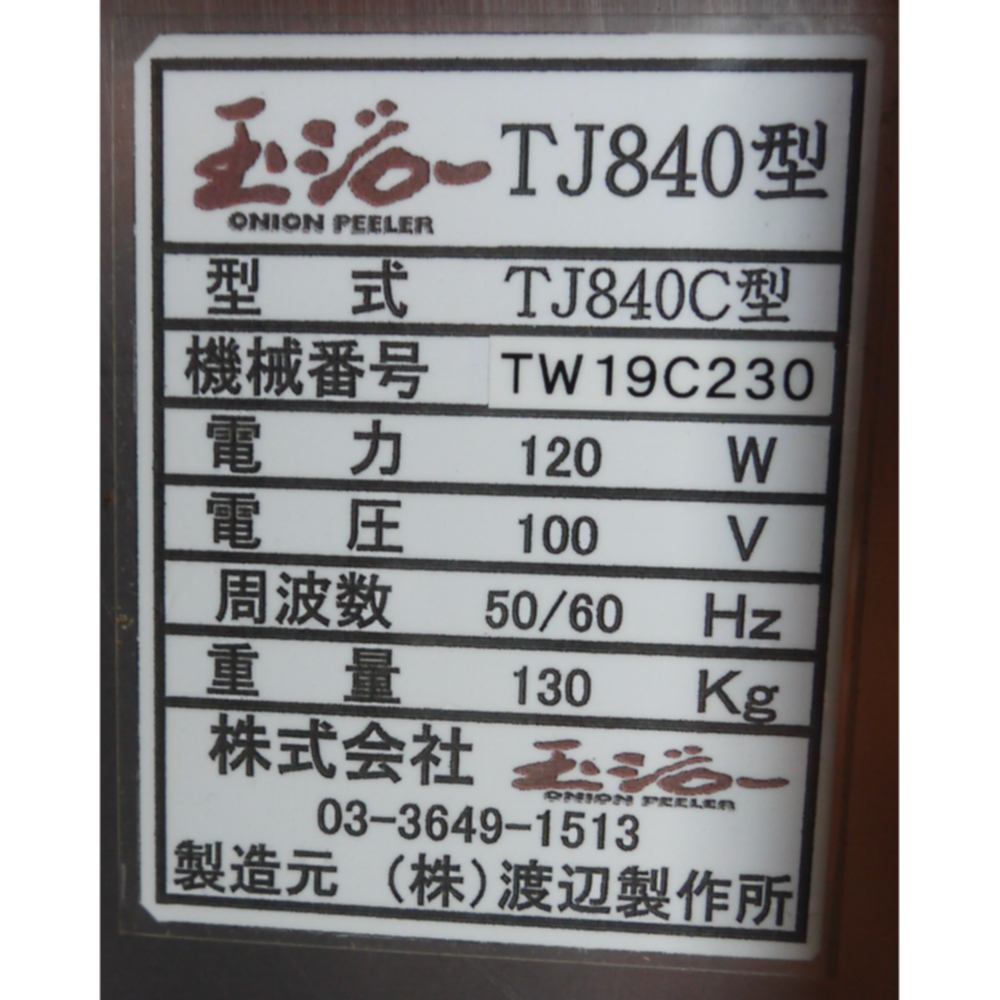 玉ジロー TJ840型
ONION PEELER
型 式 TJ840C型
機械番号 TW19C230
電 力 120 W
電 圧 100 V
周波数 50/60 Hz
重 量 130 Kg
株式会社 玉ジロー
ONION PEELER
03-3649-1513
製造元 (株)渡辺製作所